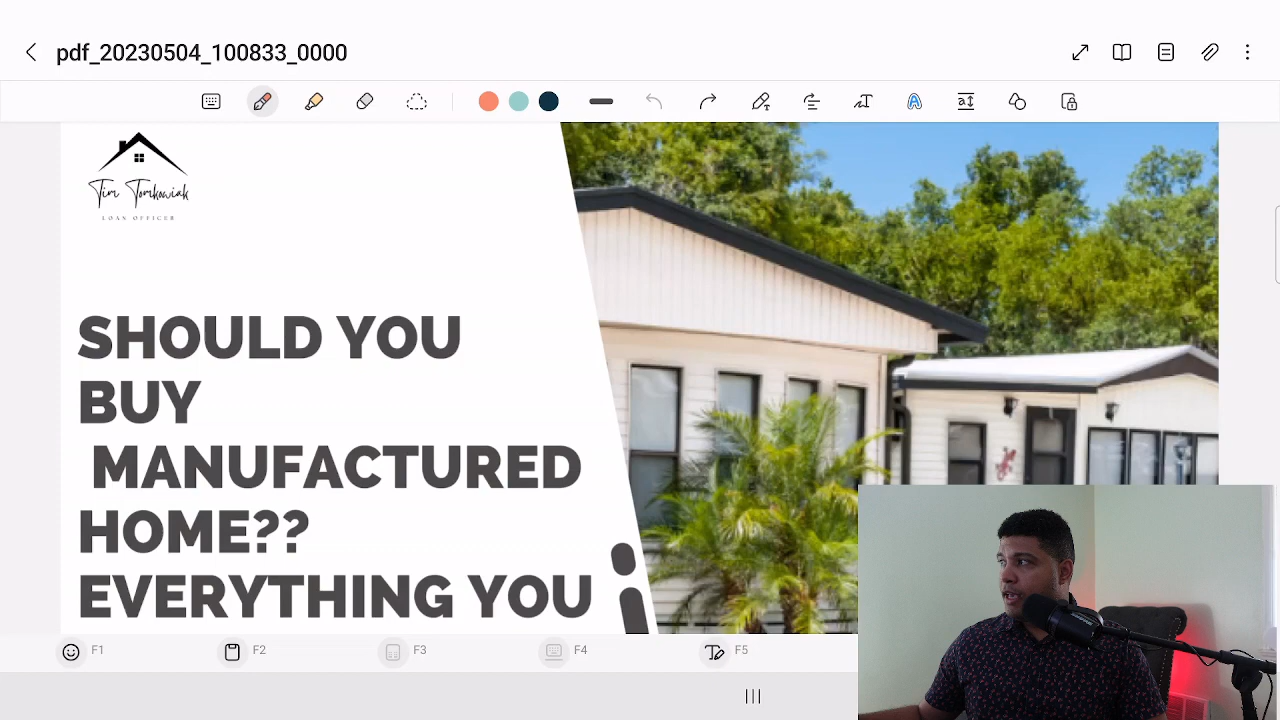 pdf_20230504_100833_0000
Tim Tomkowiak
LOAN OFFICER
SHOULD YOU
BUY
MANUFACTURED
HOME??
EVERYTHING YOU
F1
F2
F3
F4
F5